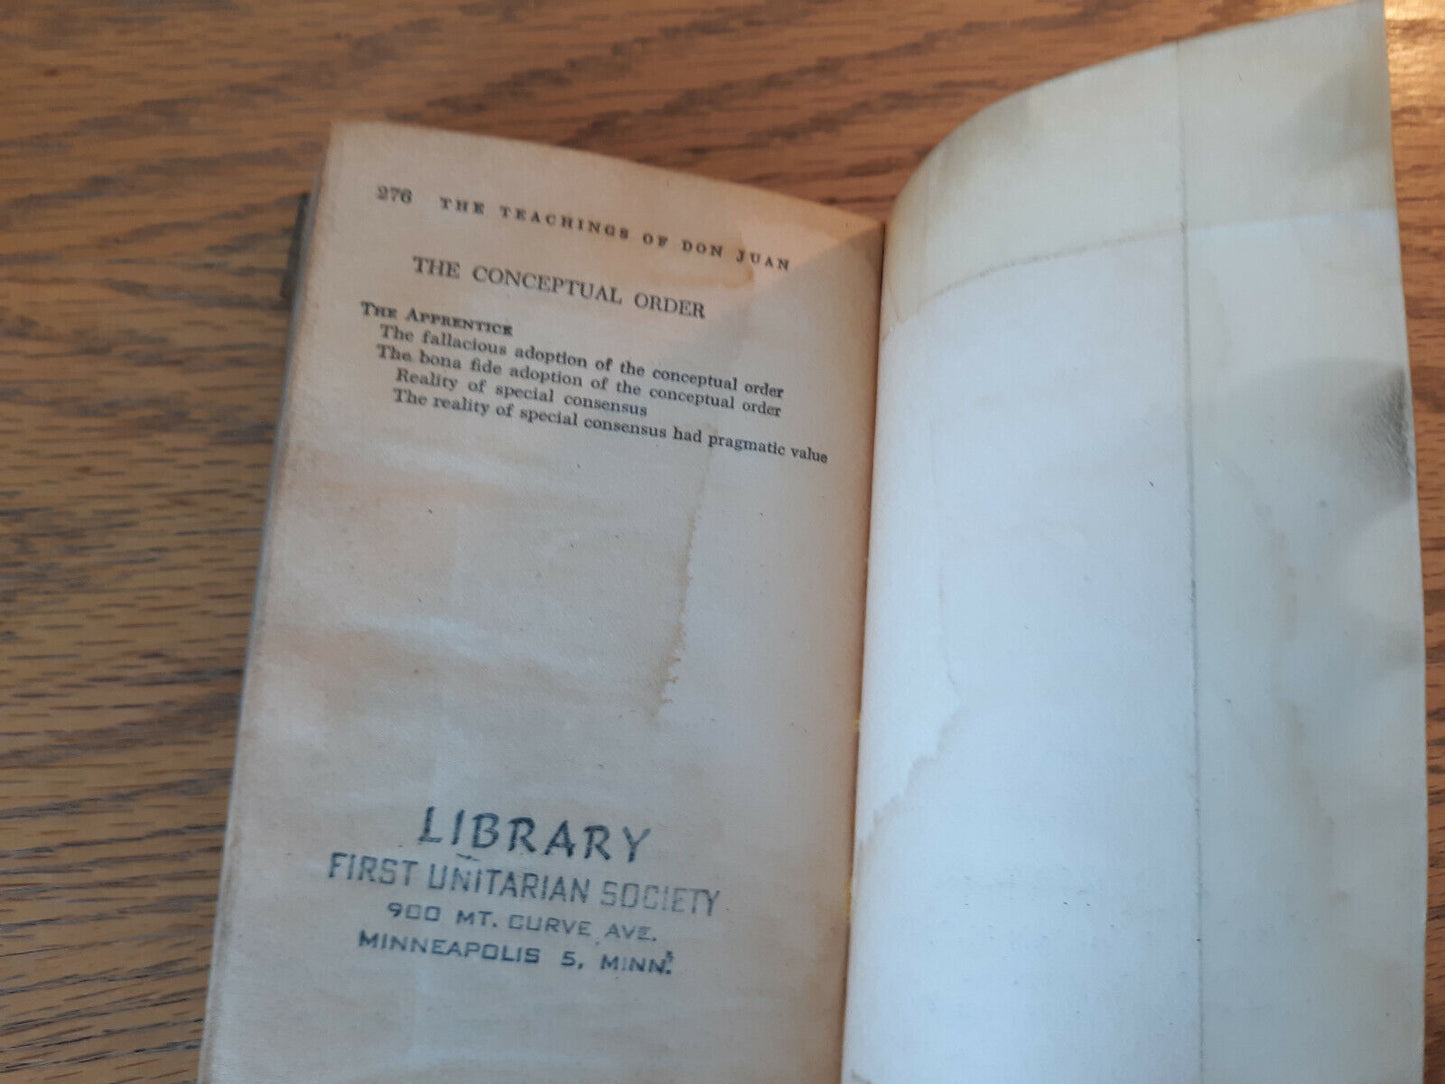 276 THE TEACHINGS OF DON JUAN
THE CONCEPTUAL ORDER
THE APPRENTICE
The fallacious adoption of the conceptual order
The bona fide adoption of the conceptual order
Reality of special consensus
The reality of special consensus had pragmatic value
LIBRARY
FIRST UNITARIAN SOCIETY
900 MT. CURVE AVE.
MINNEAPOLIS 5, MINN.